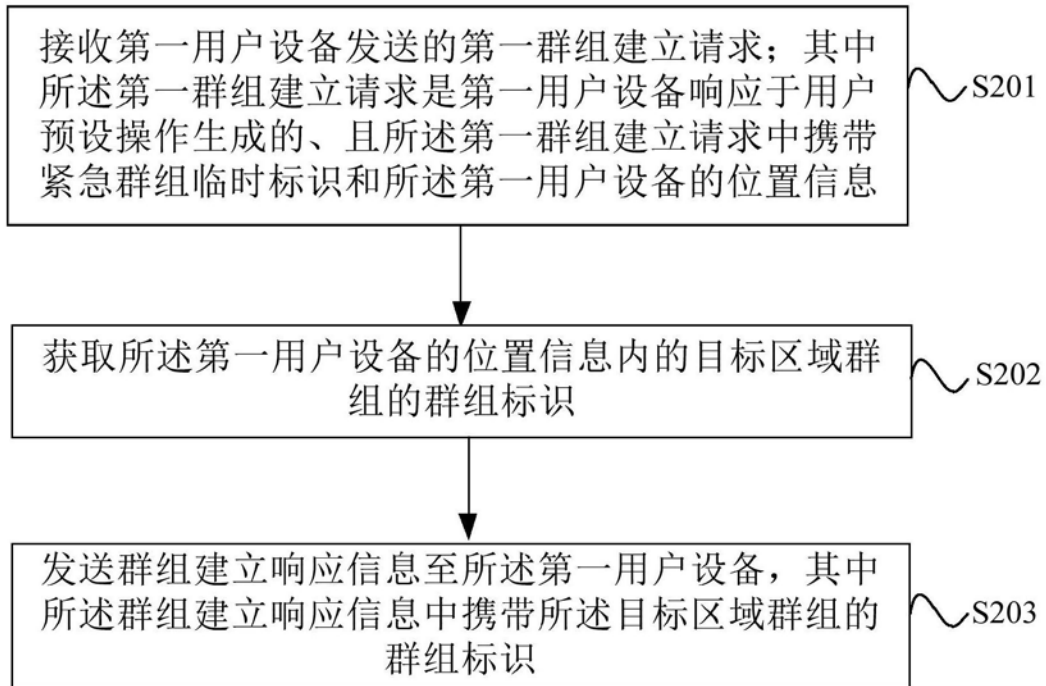 接收第一用户设备发送的第一群组建立请求；其中
所述第一群组建立请求是第一用户设备响应于用户
预设操作生成的、且所述第一群组建立请求中携带
紧急群组临时标识和所述第一用户设备的位置信息
S201
获取所述第一用户设备的位置信息内的目标区域群
组的群组标识
S202
发送群组建立响应信息至所述第一用户设备，其中
所述群组建立响应信息中携带所述目标区域群组的
群组标识
S203